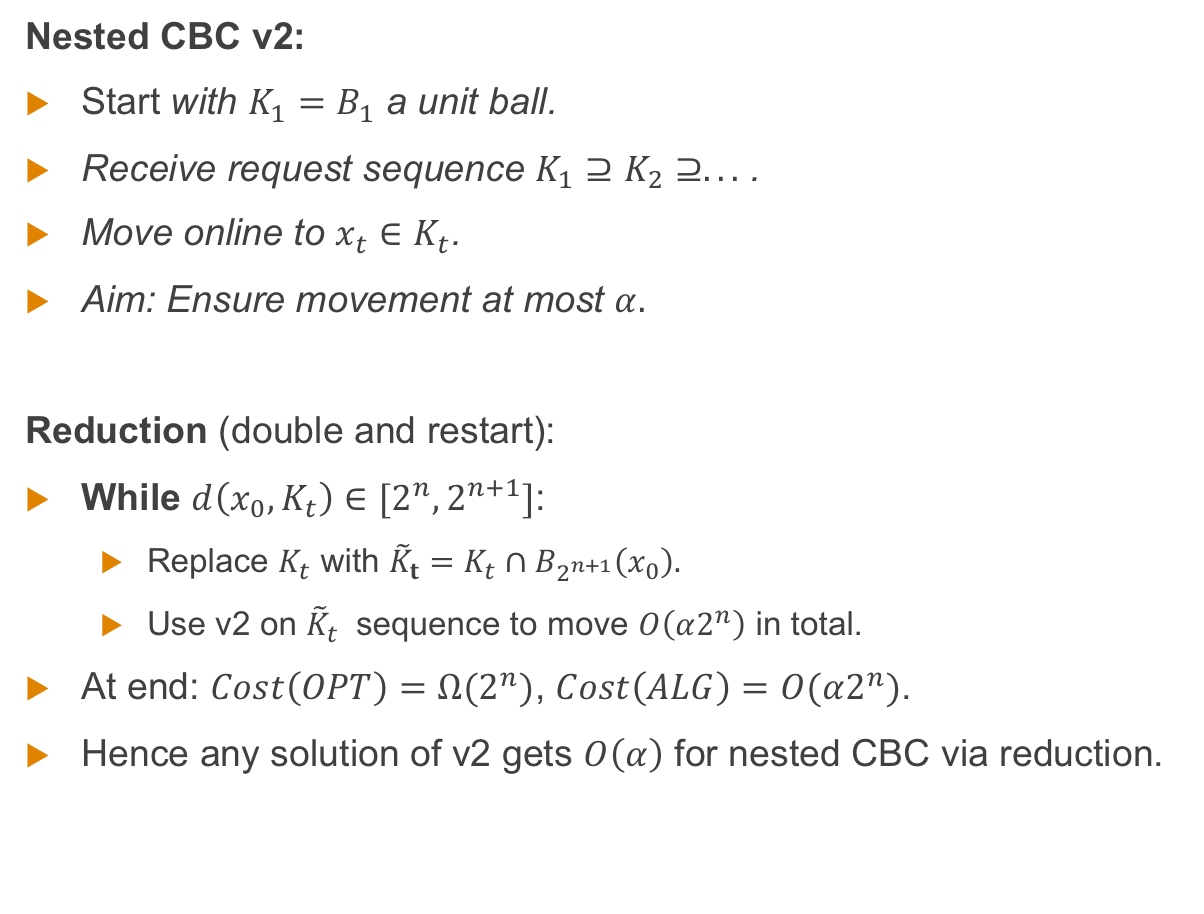 Nested CBC v2:
▶ Start with K₁ = B₁ a unit ball.
▶ Receive request sequence K₁ ⊇ K₂ ⊇... .
▶ Move online to xₜ ∈ Kₜ.
▶ Aim: Ensure movement at most α.
Reduction (double and restart):
▶ While d(x₀, Kₜ) ∈ [2ⁿ, 2ⁿ⁺¹]:
▶ Replace Kₜ with K̃ₜ = Kₜ ∩ B_{2ⁿ⁺¹}(x₀).
▶ Use v2 on K̃ₜ sequence to move O(α2ⁿ) in total.
▶ At end: Cost(OPT) = Ω(2ⁿ), Cost(ALG) = O(α2ⁿ).
▶ Hence any solution of v2 gets O(α) for nested CBC via reduction.